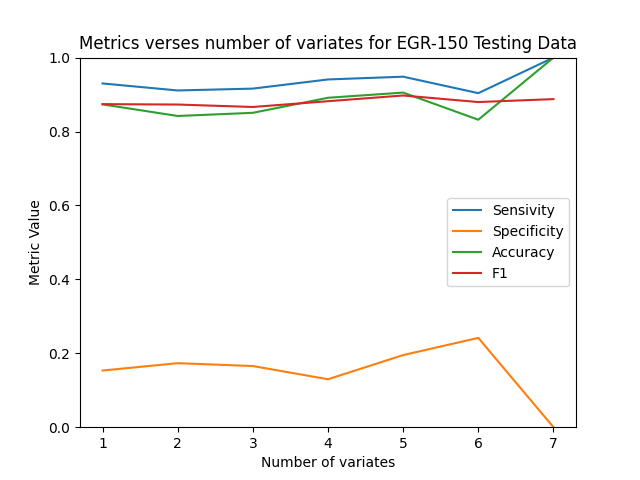 Metrics verses number of variates for EGR-150 Testing Data
1.0
0.8
0.6
0.4
0.2
0.0
Metric Value
Sensivity
Specificity
Accuracy
F1
1 2 3 4 5 6 7
Number of variates